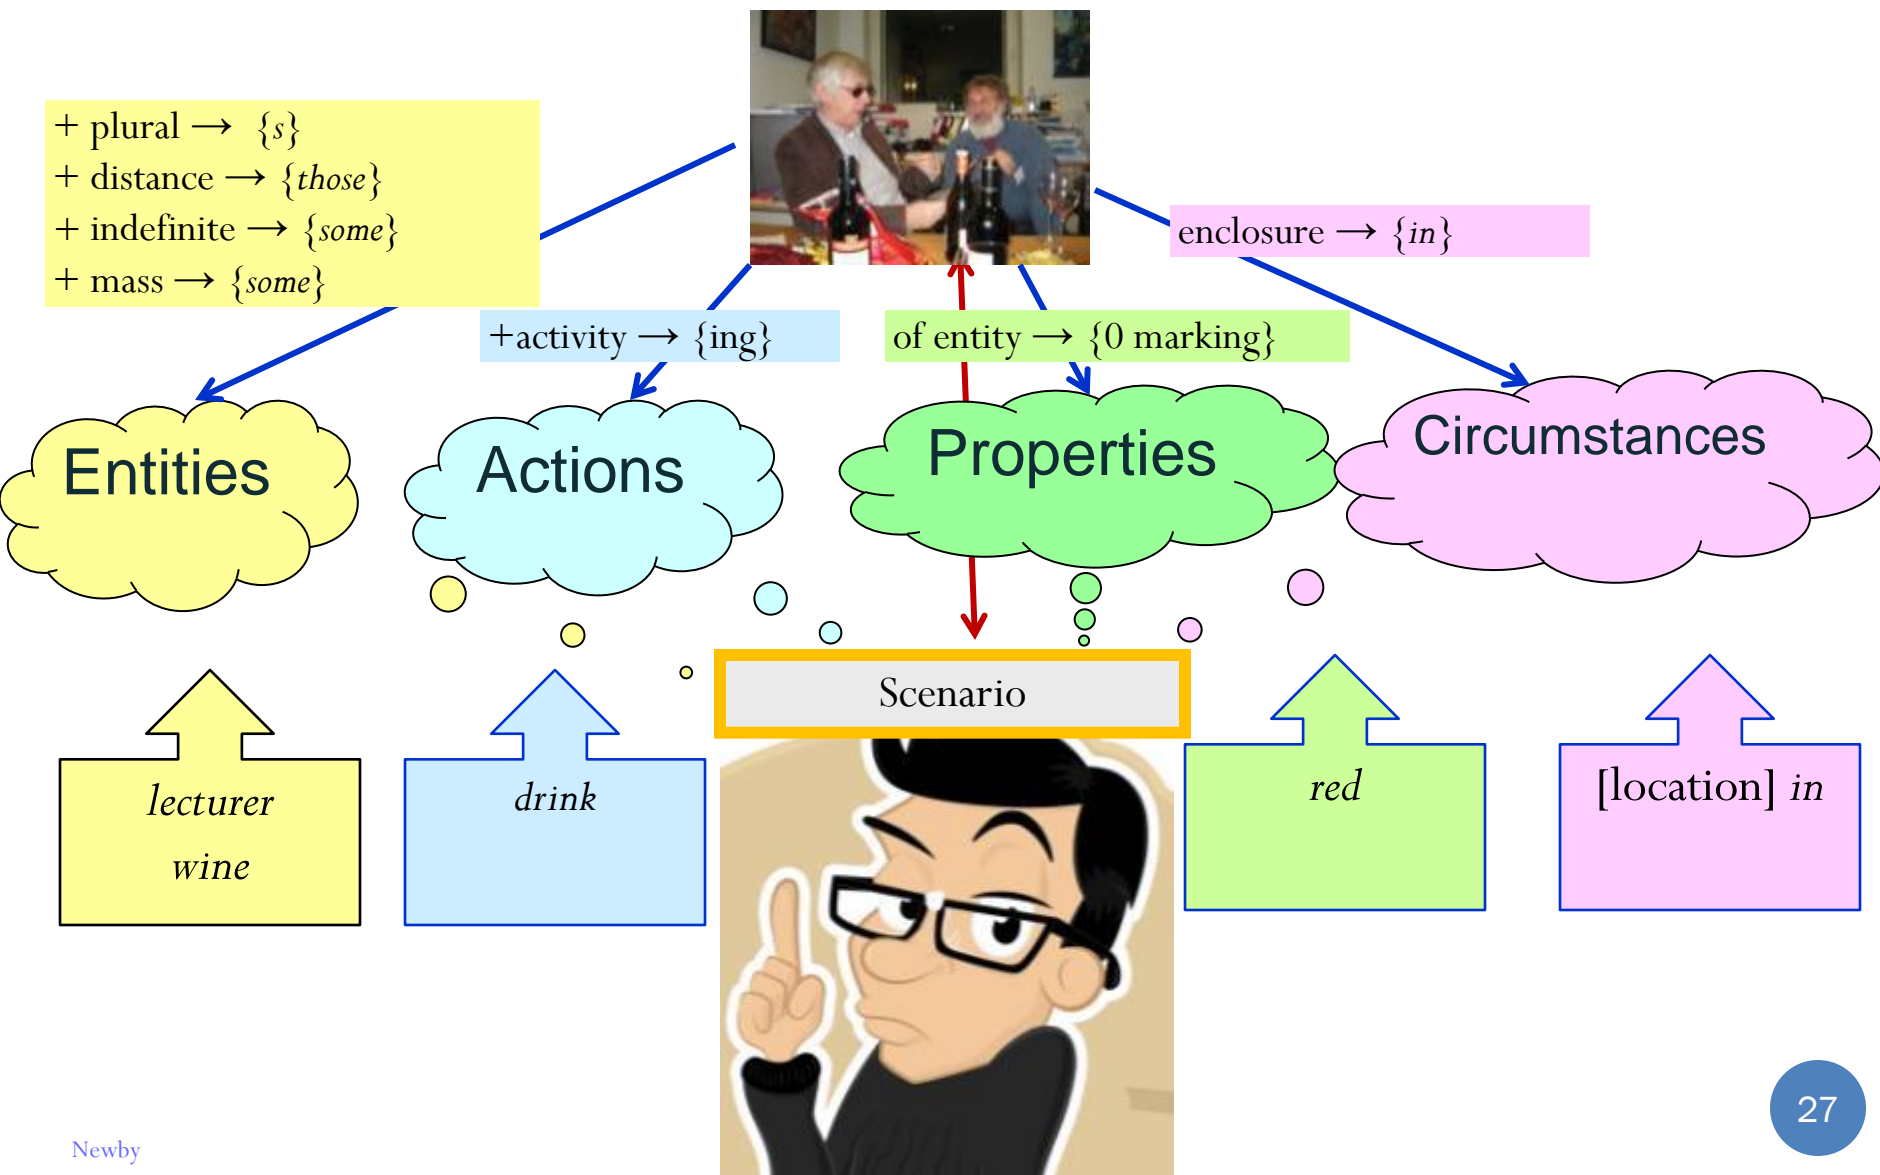 + plural → {s}
+ distance → {those}
+ indefinite → {some}
+ mass → {some}
enclosure → {in}
+activity → {ing}
of entity → {0 marking}
Entities
Actions
Properties
Circumstances
Scenario
lecturer
wine
drink
red
[location] in
27
Newby